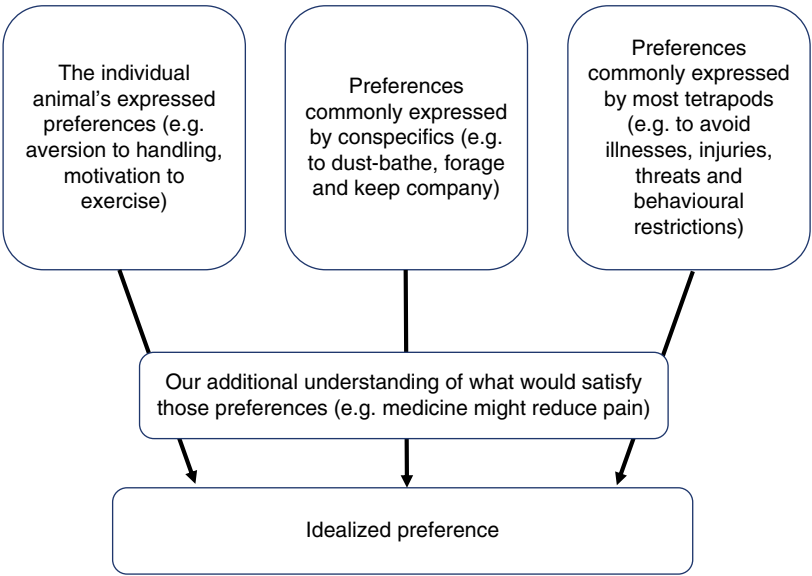 The individual
animal's expressed
preferences (e.g.
aversion to handling,
motivation to
exercise)
Preferences
commonly expressed
by conspecifics (e.g.
to dust-bathe, forage
and keep company)
Preferences
commonly expressed
by most tetrapods
(e.g. to avoid
illnesses, injuries,
threats and
behavioural
restrictions)
Our additional understanding of what would satisfy
those preferences (e.g. medicine might reduce pain)
Idealized preference